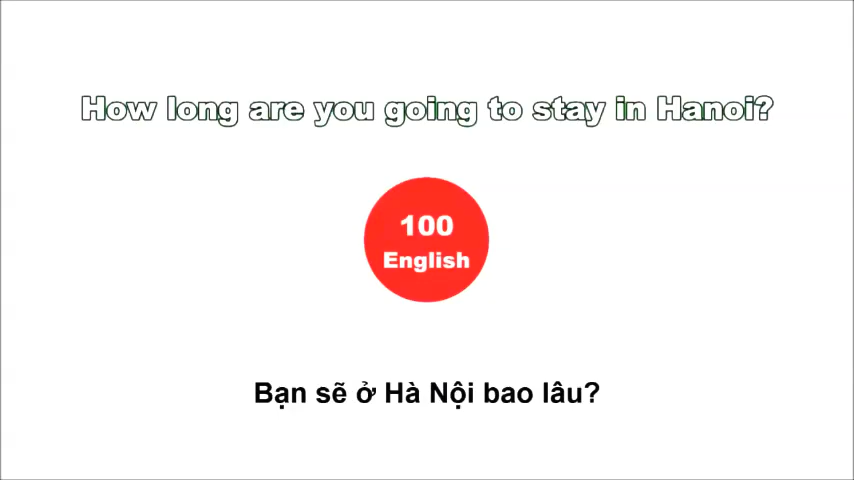 How long are you going to stay in Hanoi?
100
English
Bạn sẽ ở Hà Nội bao lâu?